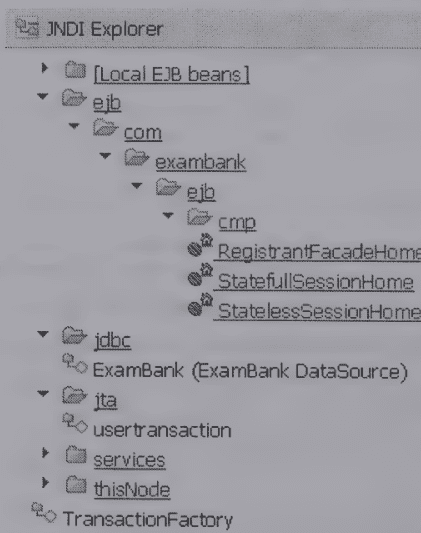 JNDI Explorer
[Local EJB beans]
ejb
com
exambank
ejb
cmp
RegistrantFacadeHome
StatefullSessionHome
StatelessSessionHome
jdbc
ExamBank (ExamBank DataSource)
jta
usertransaction
services
thisNode
TransactionFactory